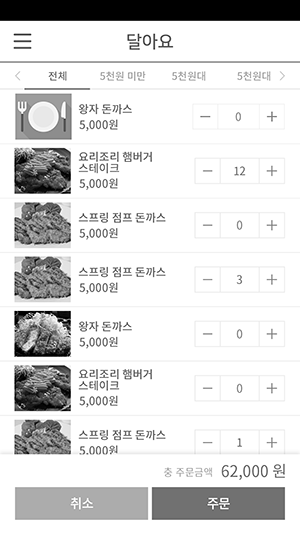 달아요
전체 5천원 미만 5천원대 5천원대
왕자 돈까스
5,000원
0
요리조리 햄버거
스테이크
5,000원
12
스프링 점프 돈까스
5,000원
0
스프링 점프 돈까스
5,000원
3
왕자 돈까스
5,000원
0
요리조리 햄버거
스테이크
5,000원
0
스프링 점프 돈까스
5,000원
1
총 주문금액 62,000 원
취소 주문